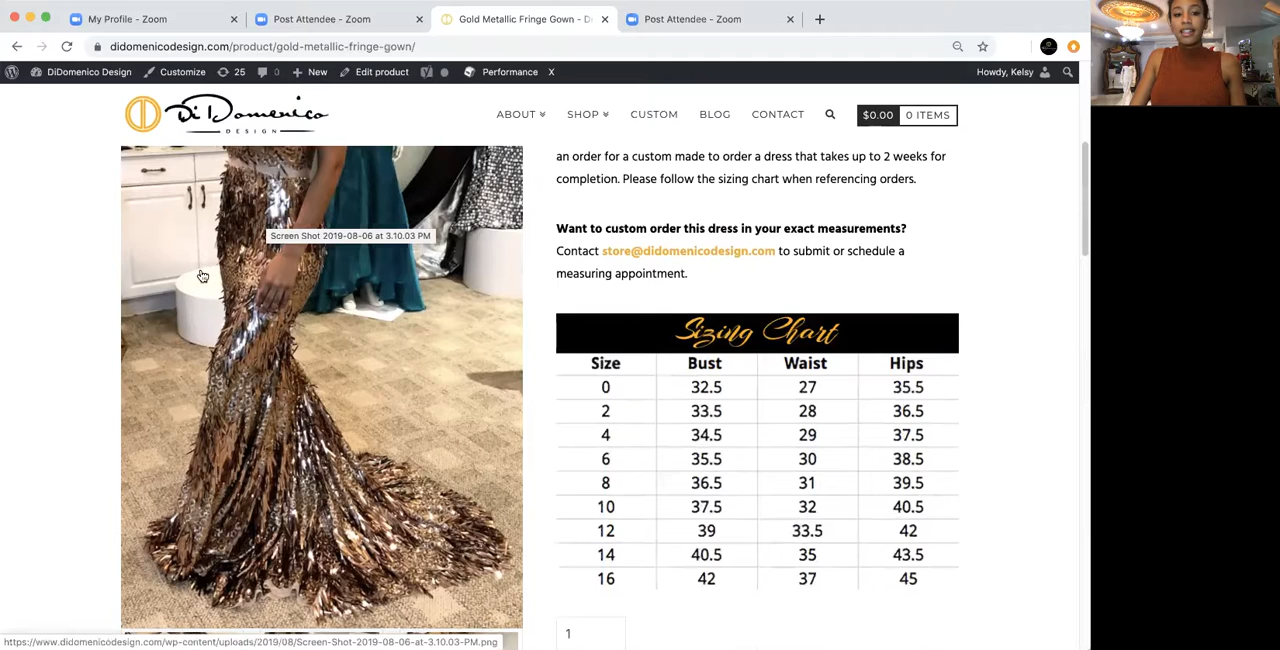 My Profile - Zoom
Post Attendee - Zoom
Gold Metallic Fringe Gown - Di
Post Attendee - Zoom
didomenicodesign.com/product/gold-metallic-fringe-gown/
DiDomenico Design
Customize
25
0
New
Edit product
Performance
X
Howdy, Kelsy
DiDomenico
DESIGN
ABOUT
SHOP
CUSTOM
BLOG
CONTACT
$0.00
0 ITEMS
Screen Shot 2019-08-06 at 3.10.03 PM
an order for a custom made to order a dress that takes up to 2 weeks for
completion. Please follow the sizing chart when referencing orders.
Want to custom order this dress in your exact measurements?
Contact store@didomenicodesign.com to submit or schedule a
measuring appointment.
Sizing Chart
Size Bust Waist Hips
0 32.5 27 35.5
2 33.5 28 36.5
4 34.5 29 37.5
6 35.5 30 38.5
8 36.5 31 39.5
10 37.5 32 40.5
12 39 33.5 42
14 40.5 35 43.5
16 42 37 45
1
https://www.didomenicodesign.com/wp-content/uploads/2019/08/Screen-Shot-2019-08-06-at-3.10.03-PM.png